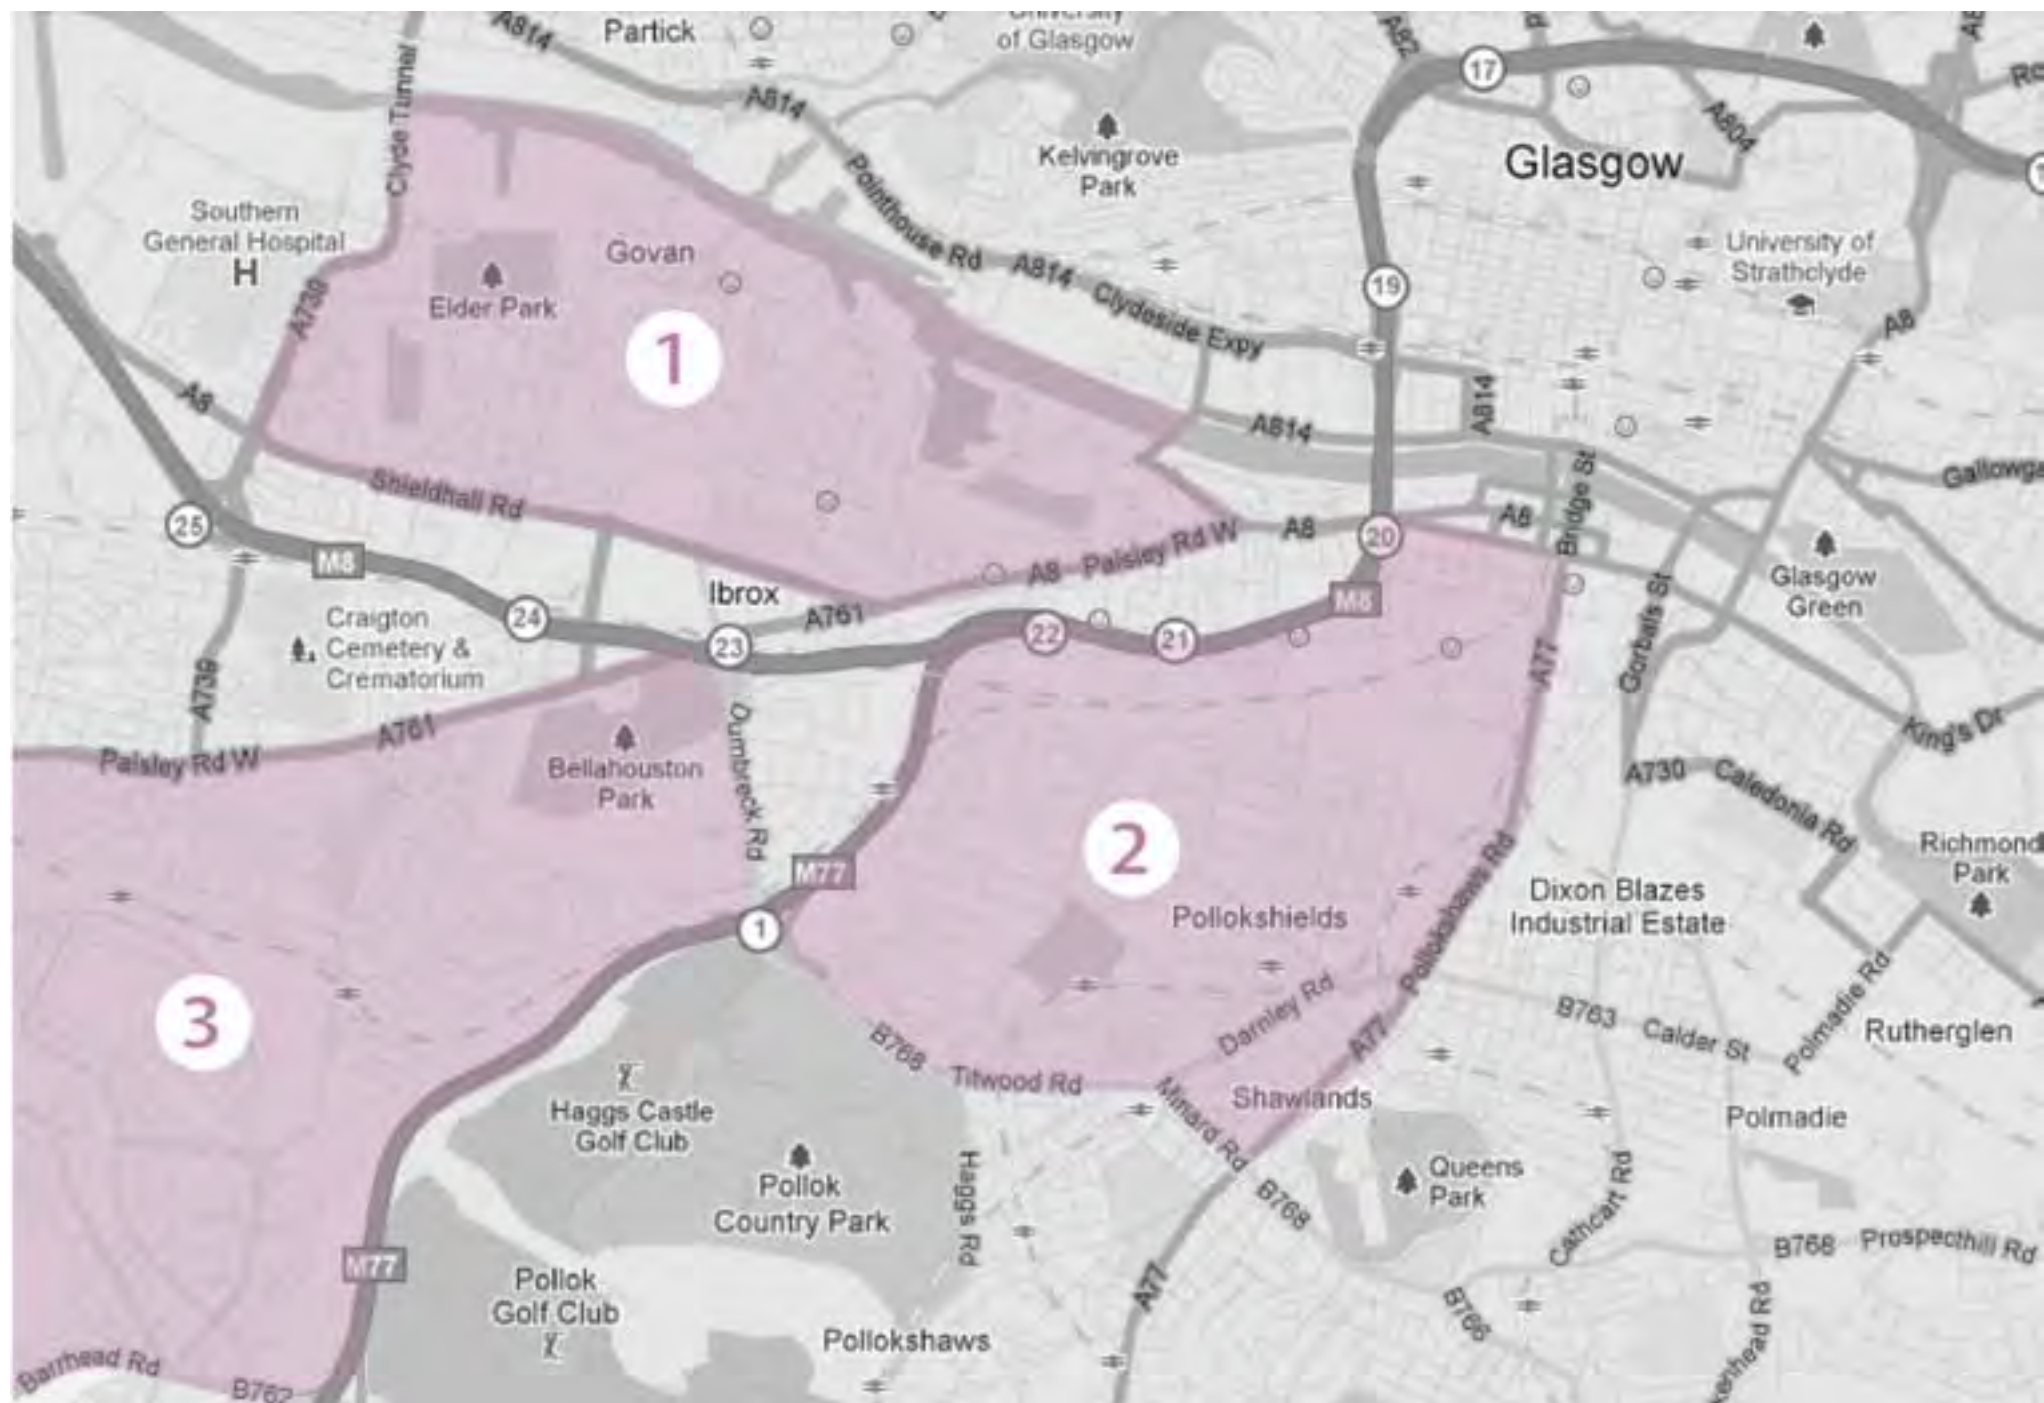 Partick
University
of Glasgow
A814
A82
17
A804
Clyde Tunnel
A814
Kelvingrove
Park
Glasgow
Pointhouse Rd
Southern
General Hospital
H
Govan
Elder Park
A814
Clydeside Expy
19
University of
Strathclyde
A8
A739
1
A8
A814
A814
Bridge St
Gallowga
Shieldhall Rd
25
M8
A8
Paisley Rd W
A8
20
A8
Glasgow
Green
Ibrox
A761
24
23
22
21
M8
Craigton
Cemetery &
Crematorium
A739
A77
Gorbals St
King's Dr
Paisley Rd W
A761
Bellahouston
Park
Dumbreck Rd
A730
Caledonia Rd
M77
2
Pollokshaws Rd
Richmond
Park
Dixon Blazes
Industrial Estate
Pollokshields
1
3
Darnley Rd
A77
B763
Calder St
Polmadie Rd
Rutherglen
B768
Titwood Rd
Minard Rd
Shawlands
Polmadie
Haggs Castle
Golf Club
Pollok
Country Park
Haggs Rd
Queens
Park
B768
Cathcart Rd
B768
Prospecthill Rd
M77
Pollok
Golf Club
A77
B766
Pollokshaws
Barrhead Rd
B762
kenhead Rd